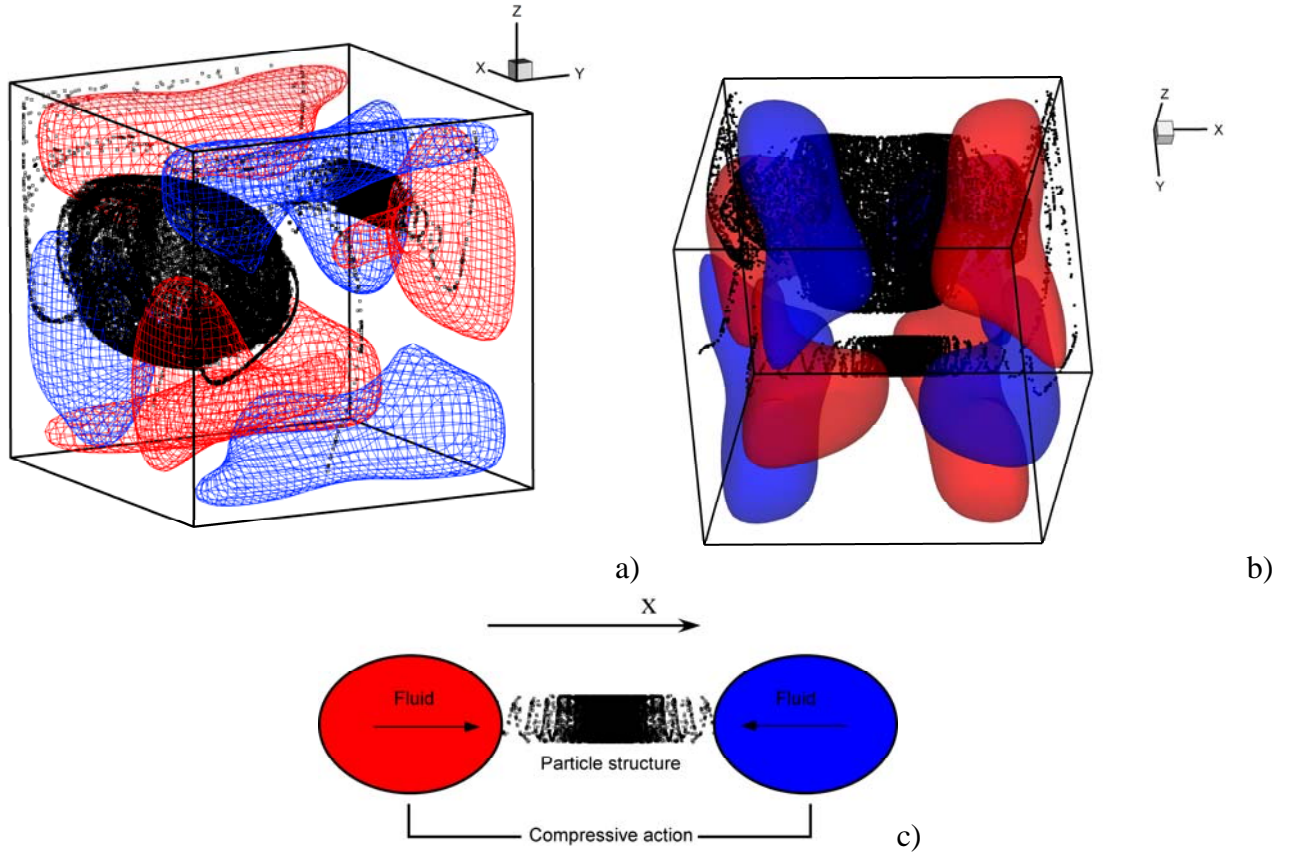 Z
X
Y
Z
X
Y
a)
b)
X
Fluid
Fluid
Particle structure
Compressive action
c)